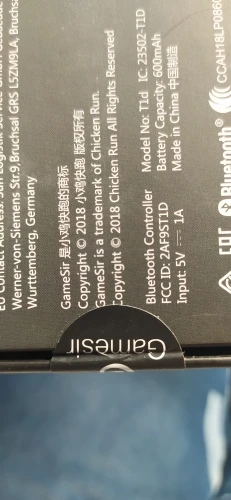 Werner-von-Siemens Str.9,Bruchsal GRS L5ZM9LA, Bruchsal
Wurttemberg, Germany
GameSir 是小鸡快跑的商标
Copyright © 2018 小鸡快跑 版权所有
GameSir is a trademark of Chicken Run.
Copyright © 2018 Chicken Run All Rights Reserved
Bluetooth Controller
FCC ID: 2AF9ST1D
Input: 5V ⎓ 1A
Model No: T1d IC: 23502-T1D
Battery Capacity: 600mAh
Made in China 中国制造
CCAH18LP0860
Bluetooth®
EAC
Gamesir